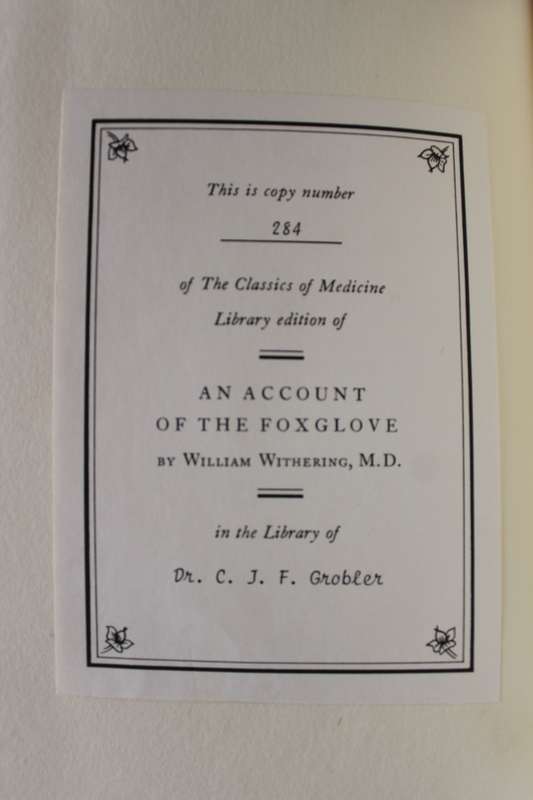 This is copy number
284
of The Classics of Medicine
Library edition of
AN ACCOUNT
OF THE FOXGLOVE
BY WILLIAM WITHERING, M.D.
in the Library of
Dr. C. J. F. Grobler